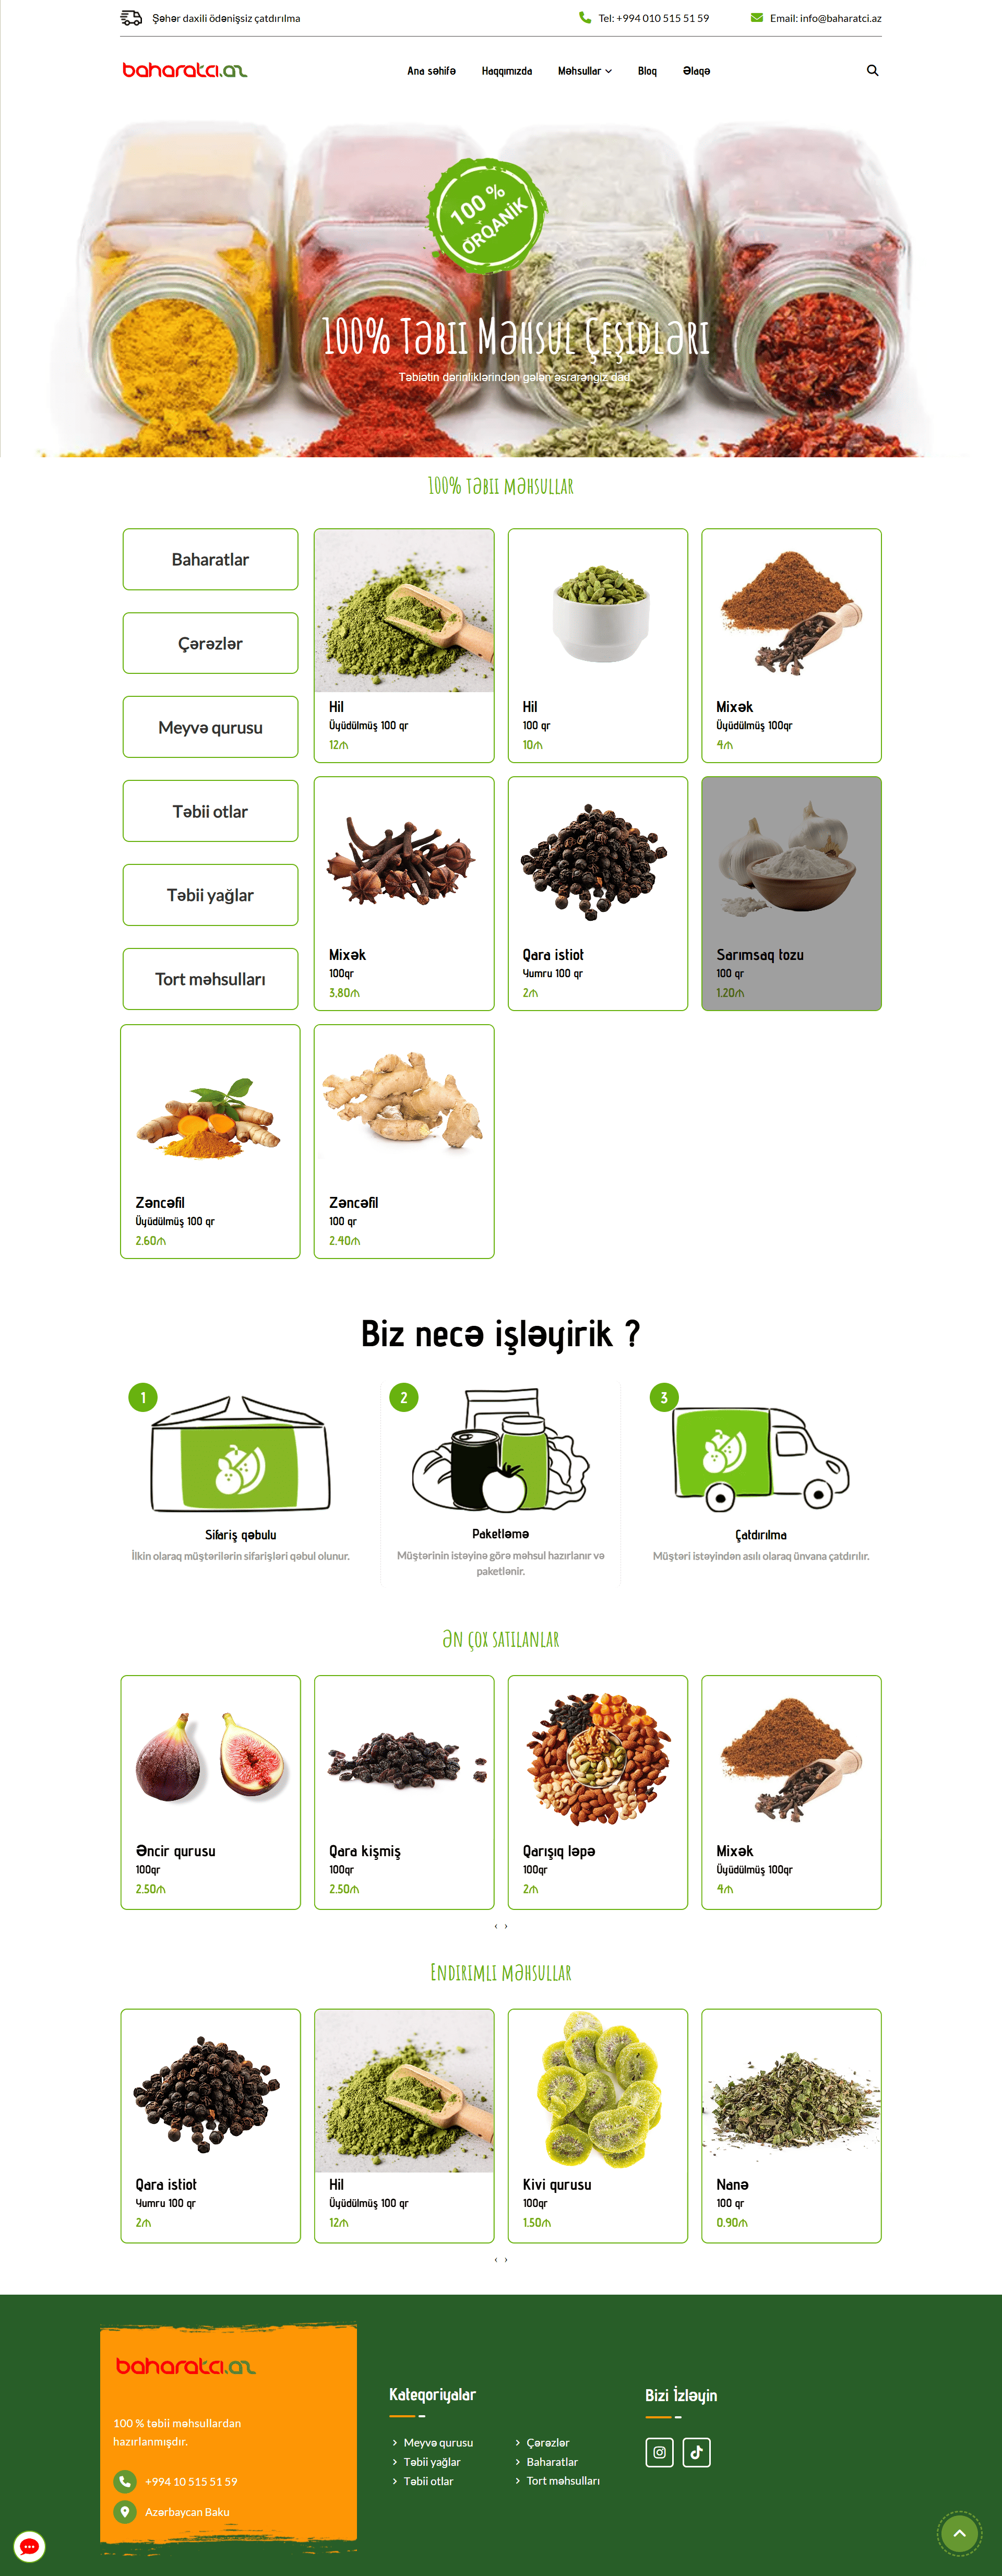 Şəhər daxili ödənişsiz çatdırılma
Tel: +994 010 515 51 59
Email: info@baharatci.az
baharatcı.az
Ana səhifə
Haqqımızda
Məhsullar
Bloq
Əlaqə
100 %
ORQANİK
100% Təbii Məhsul Çeşidləri
Təbiətin dərinliklərindən gələn əsrarəngiz dad.
100% təbii məhsullar
Baharatlar
Çərəzlər
Meyvə qurusu
Təbii otlar
Təbii yağlar
Tort məhsulları
Hil
Üyüdülmüş 100 qr
12₼
Hil
100 qr
10₼
Mixək
Üyüdülmüş 100qr
4₼
Mixək
100qr
3,80₼
Qara istiot
Yumru 100 qr
2₼
Sarımsaq tozu
100 qr
1.20₼
Zəncəfil
Üyüdülmüş 100 qr
2.60₼
Zəncəfil
100 qr
2.40₼
Biz necə işləyirik ?
1
Sifariş qəbulu
İlkin olaraq müştərilərin sifarişləri qəbul olunur.
2
Paketləmə
Müştərinin istəyinə görə məhsul hazırlanır və
paketlənir.
3
Çatdırılma
Müştəri istəyindən asılı olaraq ünvana çatdırılır.
Ən çox satılanlar
Əncir qurusu
100qr
2.50₼
Qara kişmiş
100qr
2.50₼
Qarışıq ləpə
100qr
2₼
Mixək
Üyüdülmüş 100qr
4₼
‹ ›
Endirimli məhsullar
Qara istiot
Yumru 100 qr
2₼
Hil
Üyüdülmüş 100 qr
12₼
Kivi qurusu
100qr
1.50₼
Nanə
100 qr
0.90₼
‹ ›
baharatcı.az
100 % təbii məhsullardan
hazırlanmışdır.
+994 10 515 51 59
Azərbaycan Baku
Kateqoriyalar
Meyvə qurusu
Təbii yağlar
Təbii otlar
Çərəzlər
Baharatlar
Tort məhsulları
Bizi İzləyin